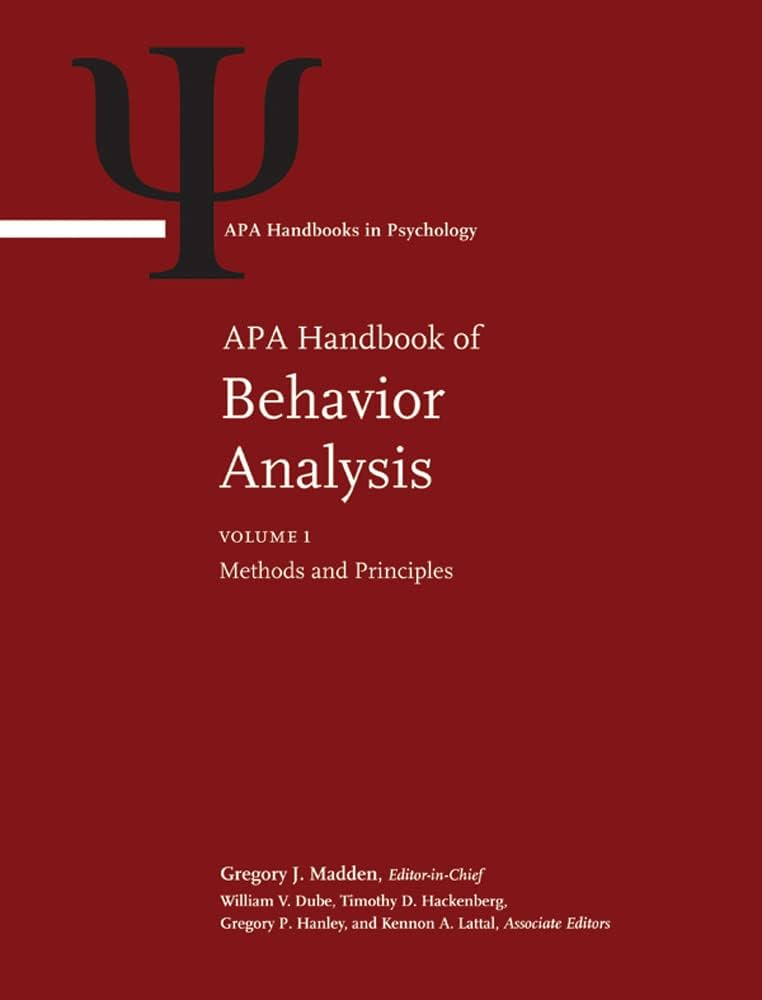 Ψ
APA Handbooks in Psychology
APA Handbook of
Behavior
Analysis
VOLUME 1
Methods and Principles
Gregory J. Madden, Editor-in-Chief
William V. Dube, Timothy D. Hackenberg,
Gregory P. Hanley, and Kennon A. Lattal, Associate Editors